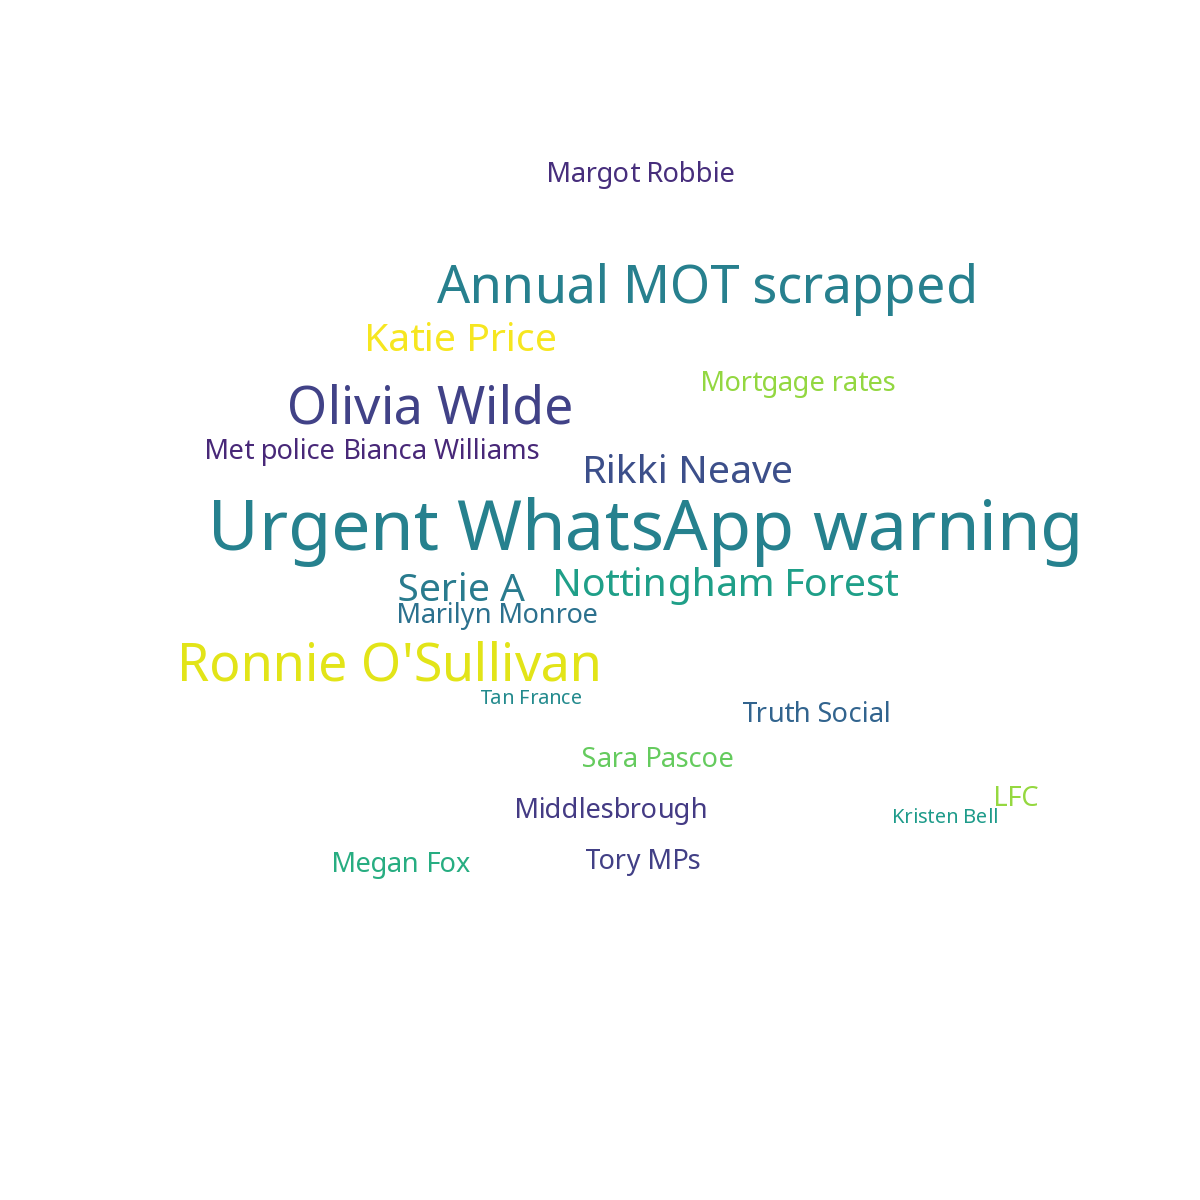 Margot Robbie
Annual MOT scrapped
Katie Price
Mortgage rates
Olivia Wilde
Met police Bianca Williams
Rikki Neave
Urgent WhatsApp warning
Serie A
Nottingham Forest
Marilyn Monroe
Ronnie O'Sullivan
Tan France
Truth Social
Sara Pascoe
LFC
Middlesbrough
Kristen Bell
Megan Fox
Tory MPs